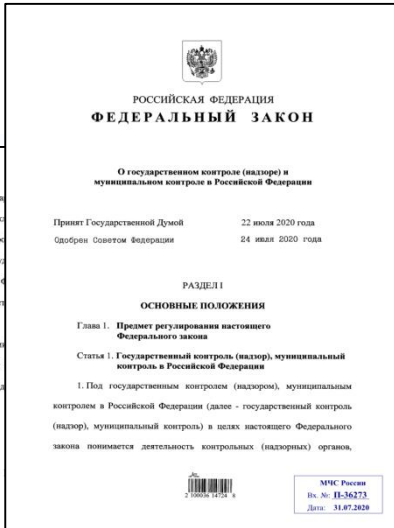 РОССИЙСКАЯ ФЕДЕРАЦИЯ
ФЕДЕРАЛЬНЫЙ ЗАКОН
О государственном контроле (надзоре) и
муниципальном контроле в Российской Федерации
Принят Государственной Думой 22 июля 2020 года
Одобрен Советом Федерации 24 июля 2020 года
РАЗДЕЛ I
ОСНОВНЫЕ ПОЛОЖЕНИЯ
Глава 1. Предмет регулирования настоящего
Федерального закона
Статья 1. Государственный контроль (надзор), муниципальный
контроль в Российской Федерации
1. Под государственным контролем (надзором), муниципальным
контролем в Российской Федерации (далее - государственный контроль
(надзор), муниципальный контроль) в целях настоящего Федерального
закона понимается деятельность контрольных (надзорных) органов,
2 100036 14724 8
МЧС России
Вх. №: П-36273
Дата: 31.07.2020